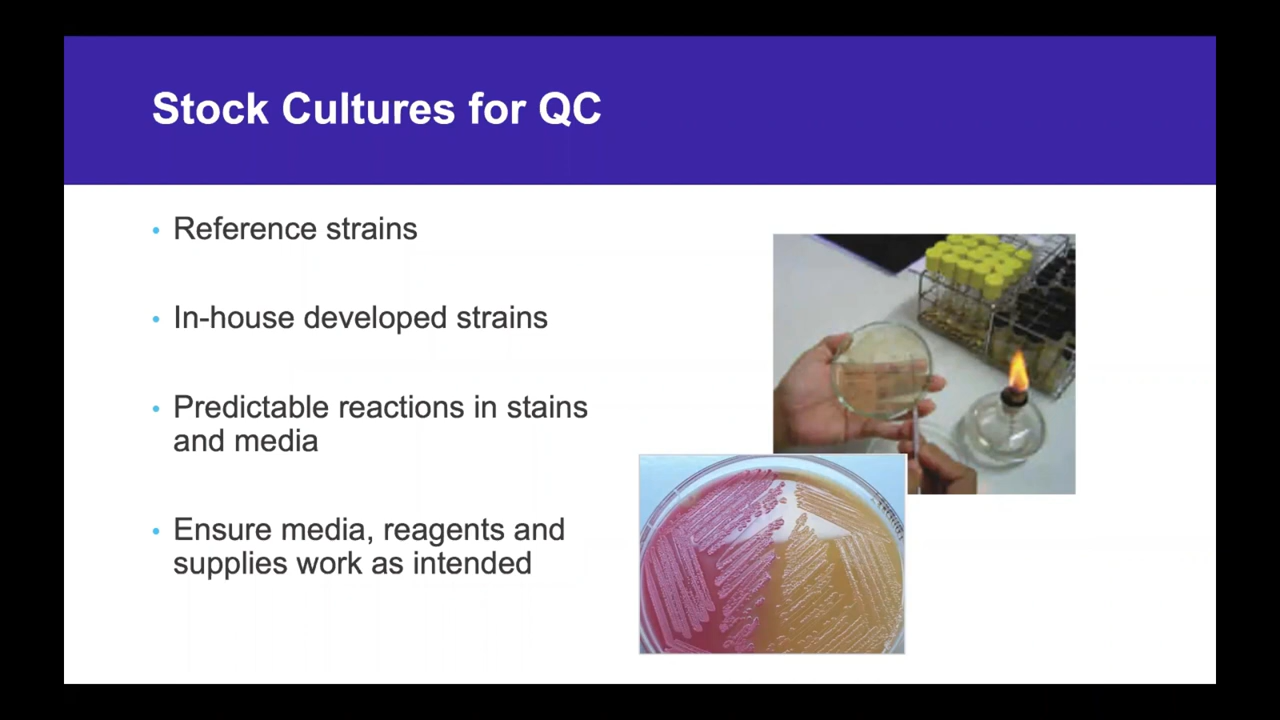 Stock Cultures for QC
• Reference strains
• In-house developed strains
• Predictable reactions in stains
and media
• Ensure media, reagents and
supplies work as intended